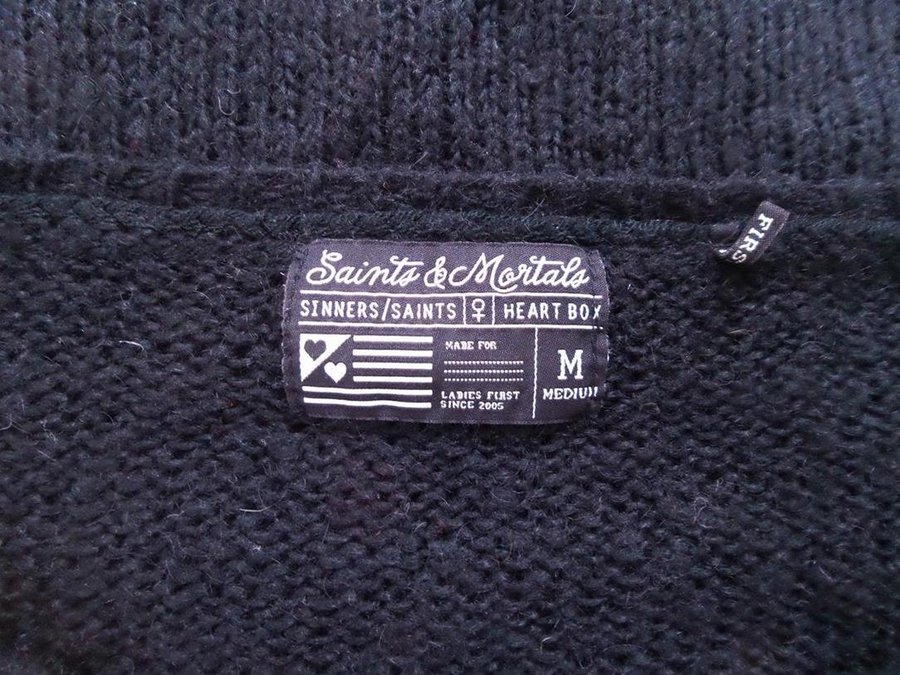 Saints & Mortals
SINNERS/SAINTS ♀ HEART BOX
MADE FOR
LADIES FIRST
SINCE 2005
M
MEDIUM
FIRS